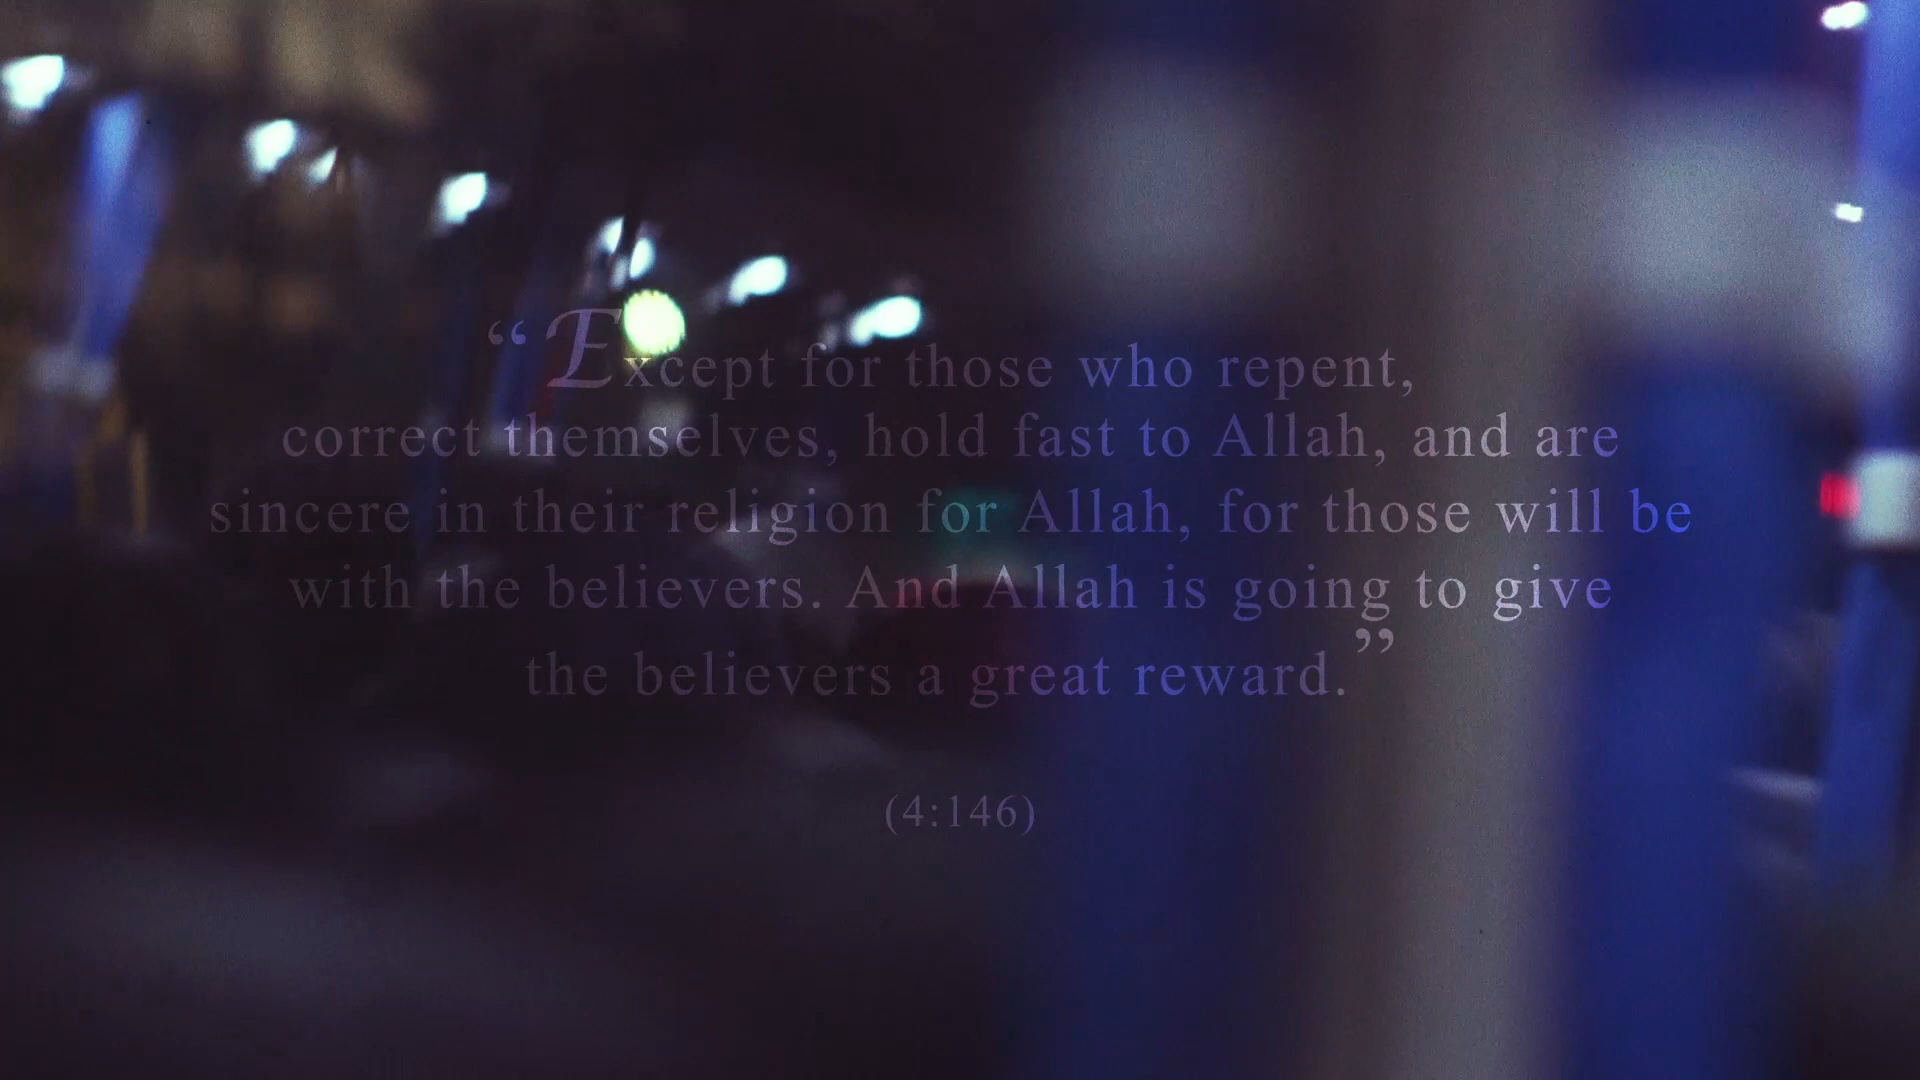 “Except for those who repent,
correct themselves, hold fast to Allah, and are
sincere in their religion for Allah, for those will be
with the believers. And Allah is going to give
the believers a great reward.”
(4:146)